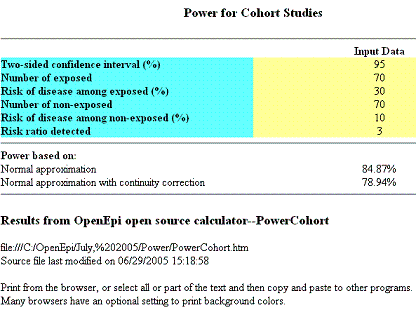 Power for Cohort Studies
Input Data
Two-sided confidence interval (%) 95
Number of exposed 70
Risk of disease among exposed (%) 30
Number of non-exposed 70
Risk of disease among non-exposed (%) 10
Risk ratio detected 3
Power based on:
Normal approximation 84.87%
Normal approximation with continuity correction 78.94%
Results from OpenEpi open source calculator--PowerCohort
file:///C:/OpenEpi/July,%202005/Power/PowerCohort.htm
Source file last modified on 06/29/2005 15:18:58
Print from the browser, or select all or part of the text and then copy and paste to other programs.
Many browsers have an optional setting to print background colors.